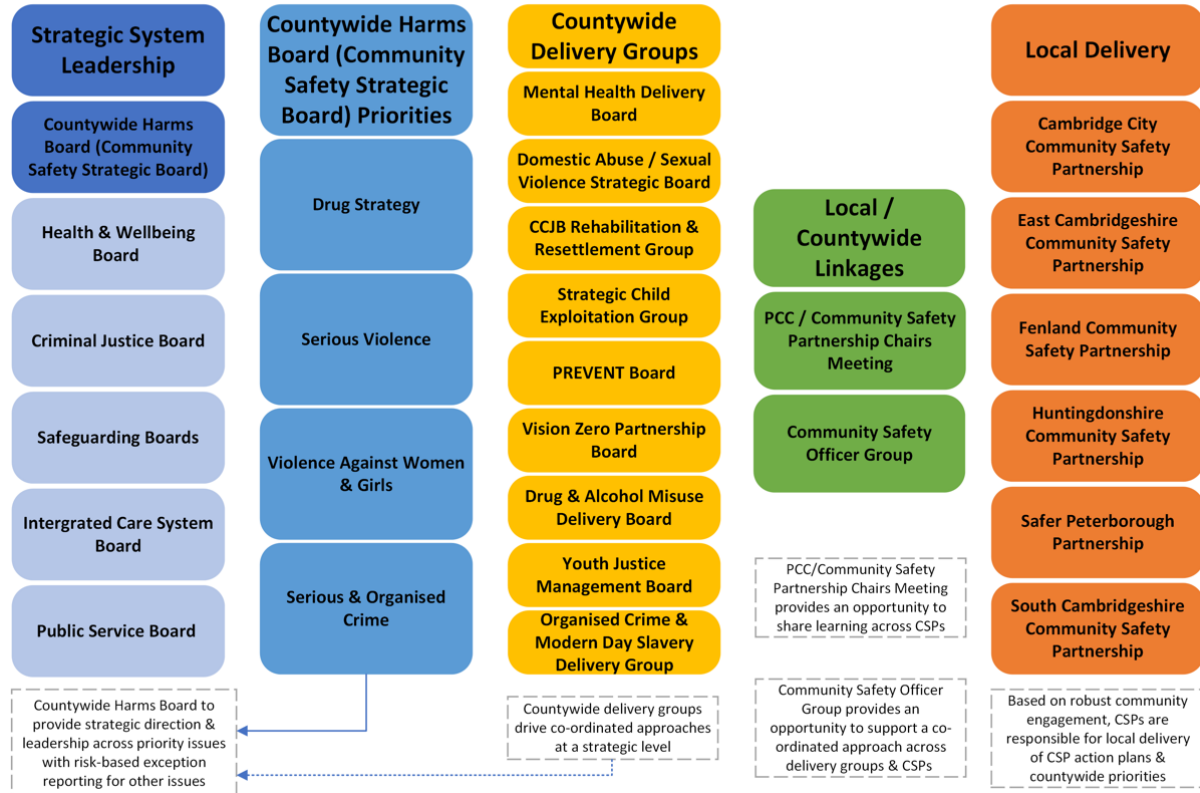 Strategic System
Leadership
Countywide Harms
Board (Community
Safety Strategic Board)
Health & Wellbeing
Board
Criminal Justice Board
Safeguarding Boards
Intergrated Care System
Board
Public Service Board
Countywide Harms Board to
provide strategic direction &
leadership across priority issues
with risk-based exception
reporting for other issues
Countywide Harms
Board (Community
Safety Strategic
Board) Priorities
Drug Strategy
Serious Violence
Violence Against Women
& Girls
Serious & Organised
Crime
Countywide
Delivery Groups
Mental Health Delivery
Board
Domestic Abuse / Sexual
Violence Strategic Board
CCJB Rehabilitation &
Resettlement Group
Strategic Child
Exploitation Group
PREVENT Board
Vision Zero Partnership
Board
Drug & Alcohol Misuse
Delivery Board
Youth Justice
Management Board
Organised Crime &
Modern Day Slavery
Delivery Group
Countywide delivery groups
drive co-ordinated approaches
at a strategic level
Local /
Countywide
Linkages
PCC / Community Safety
Partnership Chairs
Meeting
Community Safety
Officer Group
PCC/Community Safety
Partnership Chairs Meeting
provides an opportunity to
share learning across CSPs
Community Safety Officer
Group provides an
opportunity to support a co-
ordinated approach across
delivery groups & CSPs
Local Delivery
Cambridge City
Community Safety
Partnership
East Cambridgeshire
Community Safety
Partnership
Fenland Community
Safety Partnership
Huntingdonshire
Community Safety
Partnership
Safer Peterborough
Partnership
South Cambridgeshire
Community Safety
Partnership
Based on robust community
engagement, CSPs are
responsible for local delivery
of CSP action plans &
countywide priorities